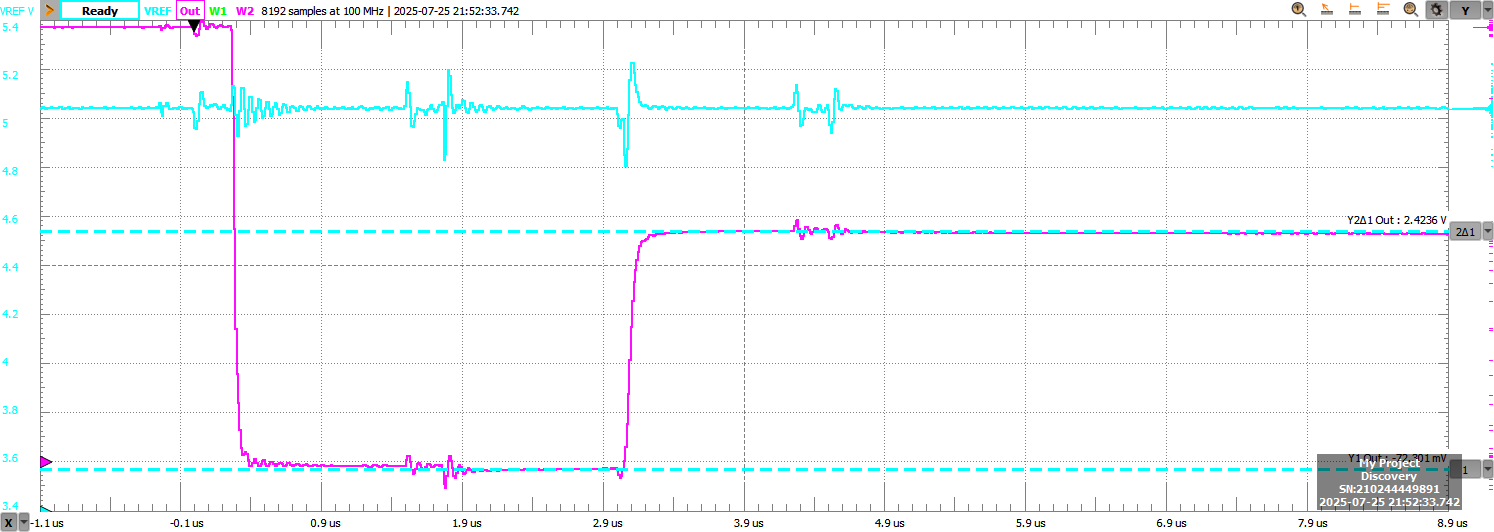 VREF V Ready VREF Out W1 W2 8192 samples at 100 MHz | 2025-07-25 21:52:33.742 Y
5.4
5.2
5
4.8
4.6
Y2Δ1 Out : 2.4236 V
2Δ1
4.4
4.2
4
3.8
3.6
Y1 Out : -72.301 mV
1
My Project
Discovery
SN:210244449891
2025-07-25 21:52:33.742
3.4
X -1.1 us -0.1 us 0.9 us 1.9 us 2.9 us 3.9 us 4.9 us 5.9 us 6.9 us 7.9 us 8.9 us